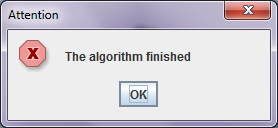 Attention
The algorithm finished
OK